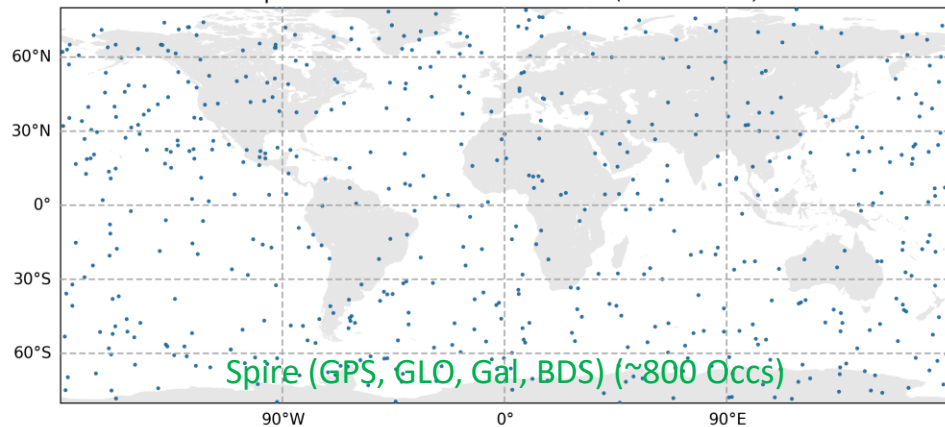 60°N
30°N
0°
30°S
60°S
Spire (GPS, GLO, Gal, BDS) (~800 Occs)
90°W 0° 90°E